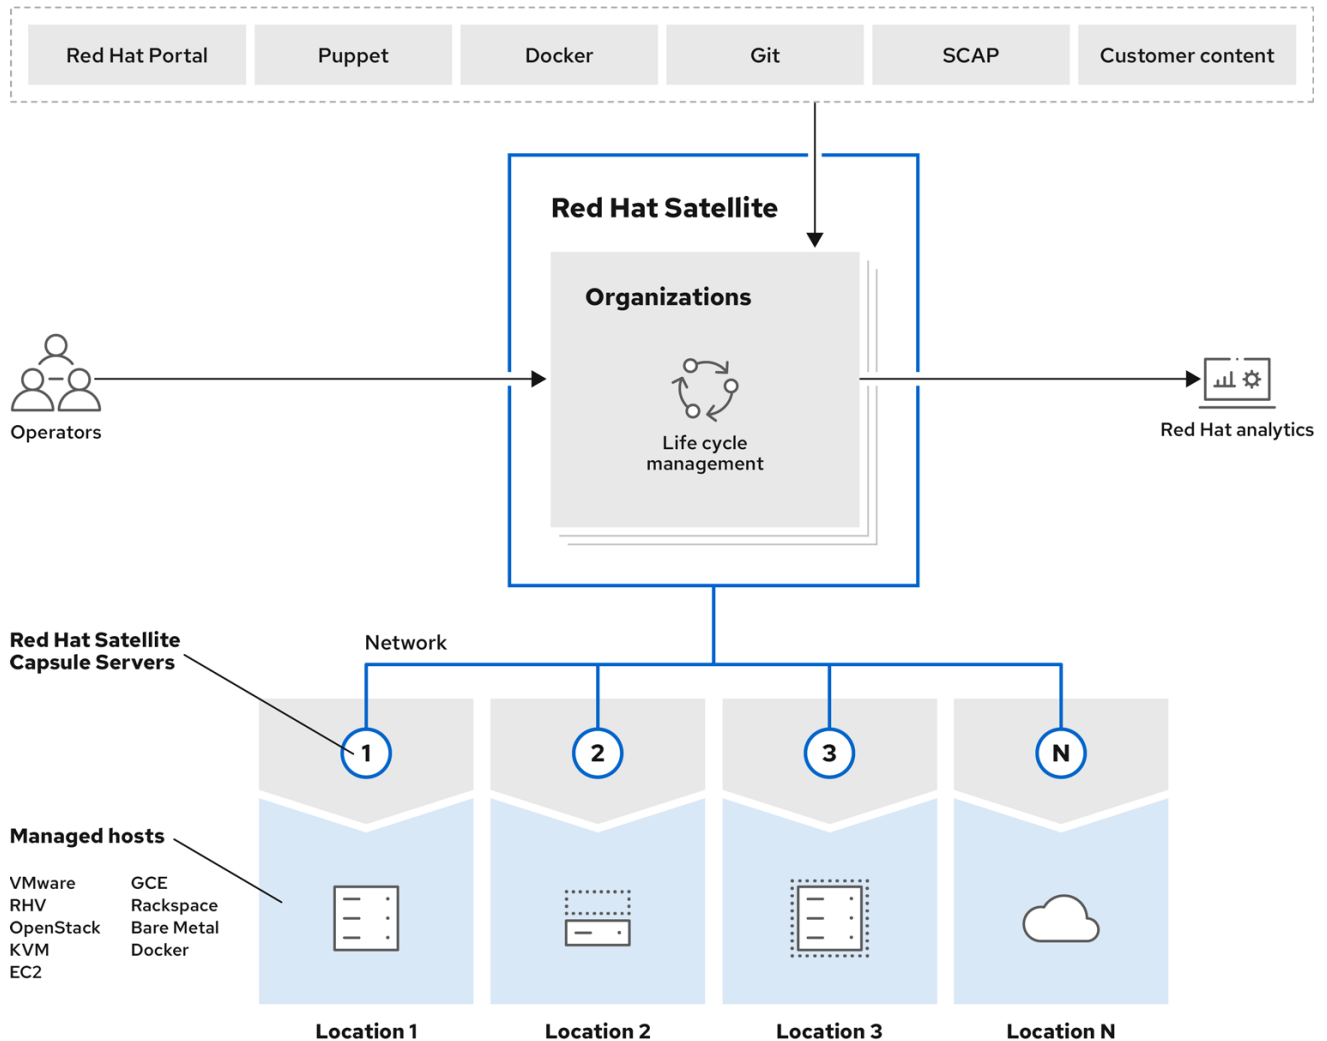 Red Hat Portal
Puppet
Docker
Git
SCAP
Customer content
Red Hat Satellite
Organizations
Life cycle
management
Operators
Red Hat analytics
Red Hat Satellite
Capsule Servers
Network
1
2
3
N
Managed hosts
VMware
RHV
OpenStack
KVM
EC2
GCE
Rackspace
Bare Metal
Docker
Location 1
Location 2
Location 3
Location N